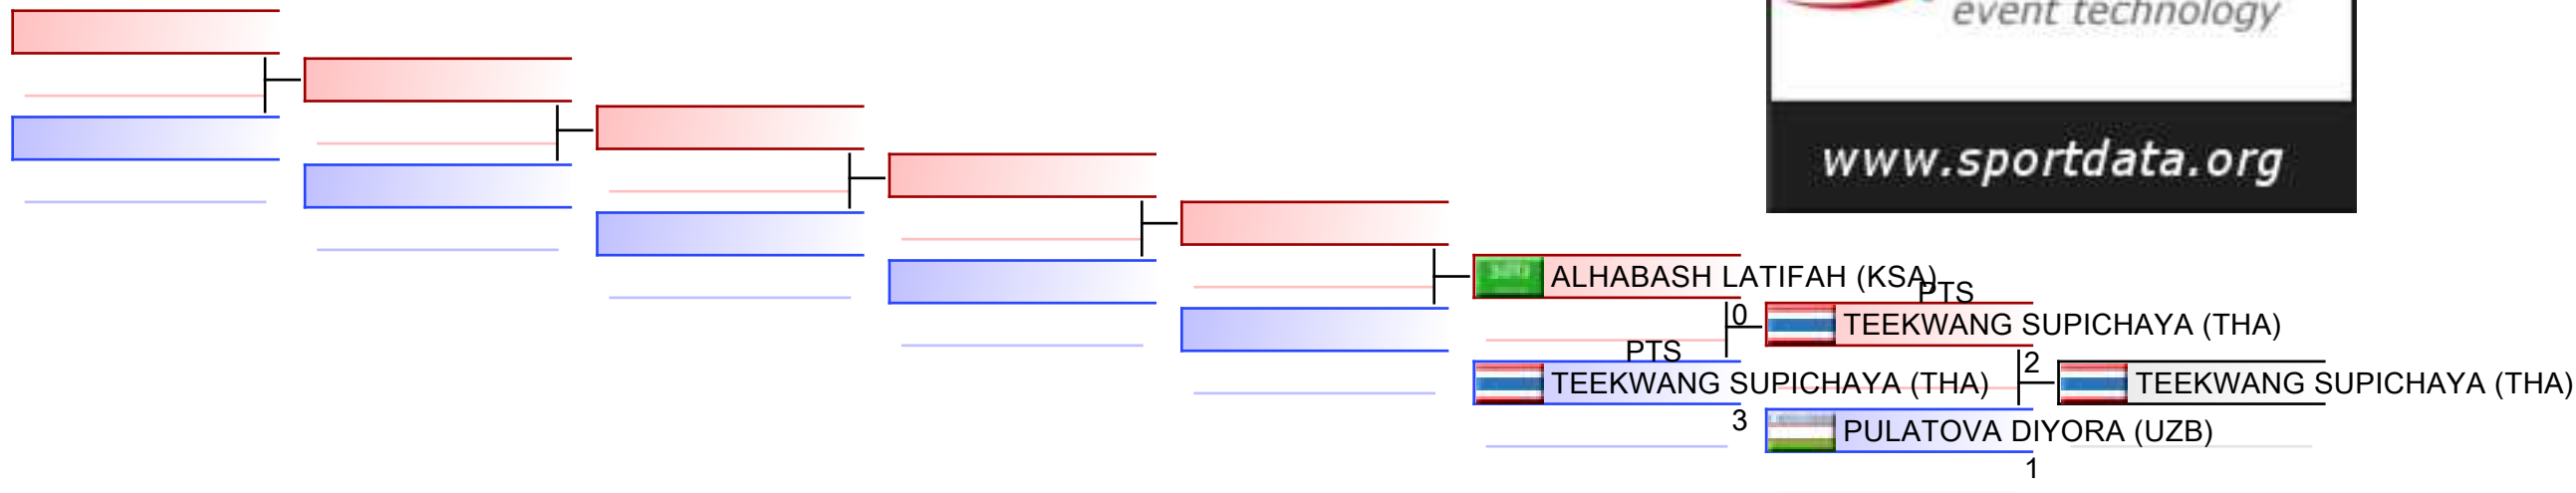 event technology
www.sportdata.org
ALHABASH LATIFAH (KSA)
PTS
0
TEEKWANG SUPICHAYA (THA)
PTS
2
TEEKWANG SUPICHAYA (THA)
TEEKWANG SUPICHAYA (THA)
3
PULATOVA DIYORA (UZB)
1